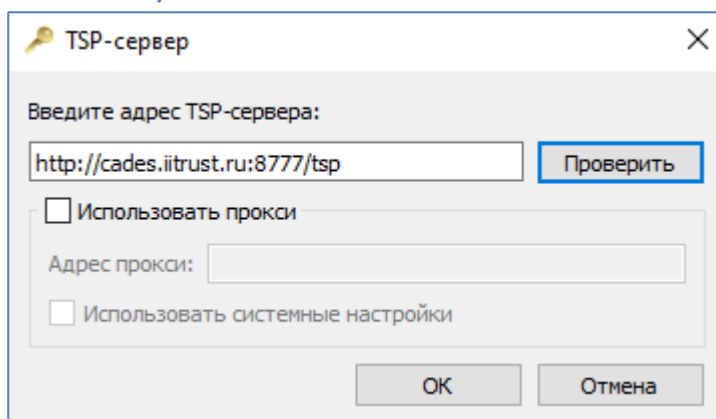 TSP-сервер
Введите адрес TSP-сервера:
http://cades.iitrust.ru:8777/tsp Проверить
Использовать прокси
Адрес прокси:
Использовать системные настройки
ОК Отмена